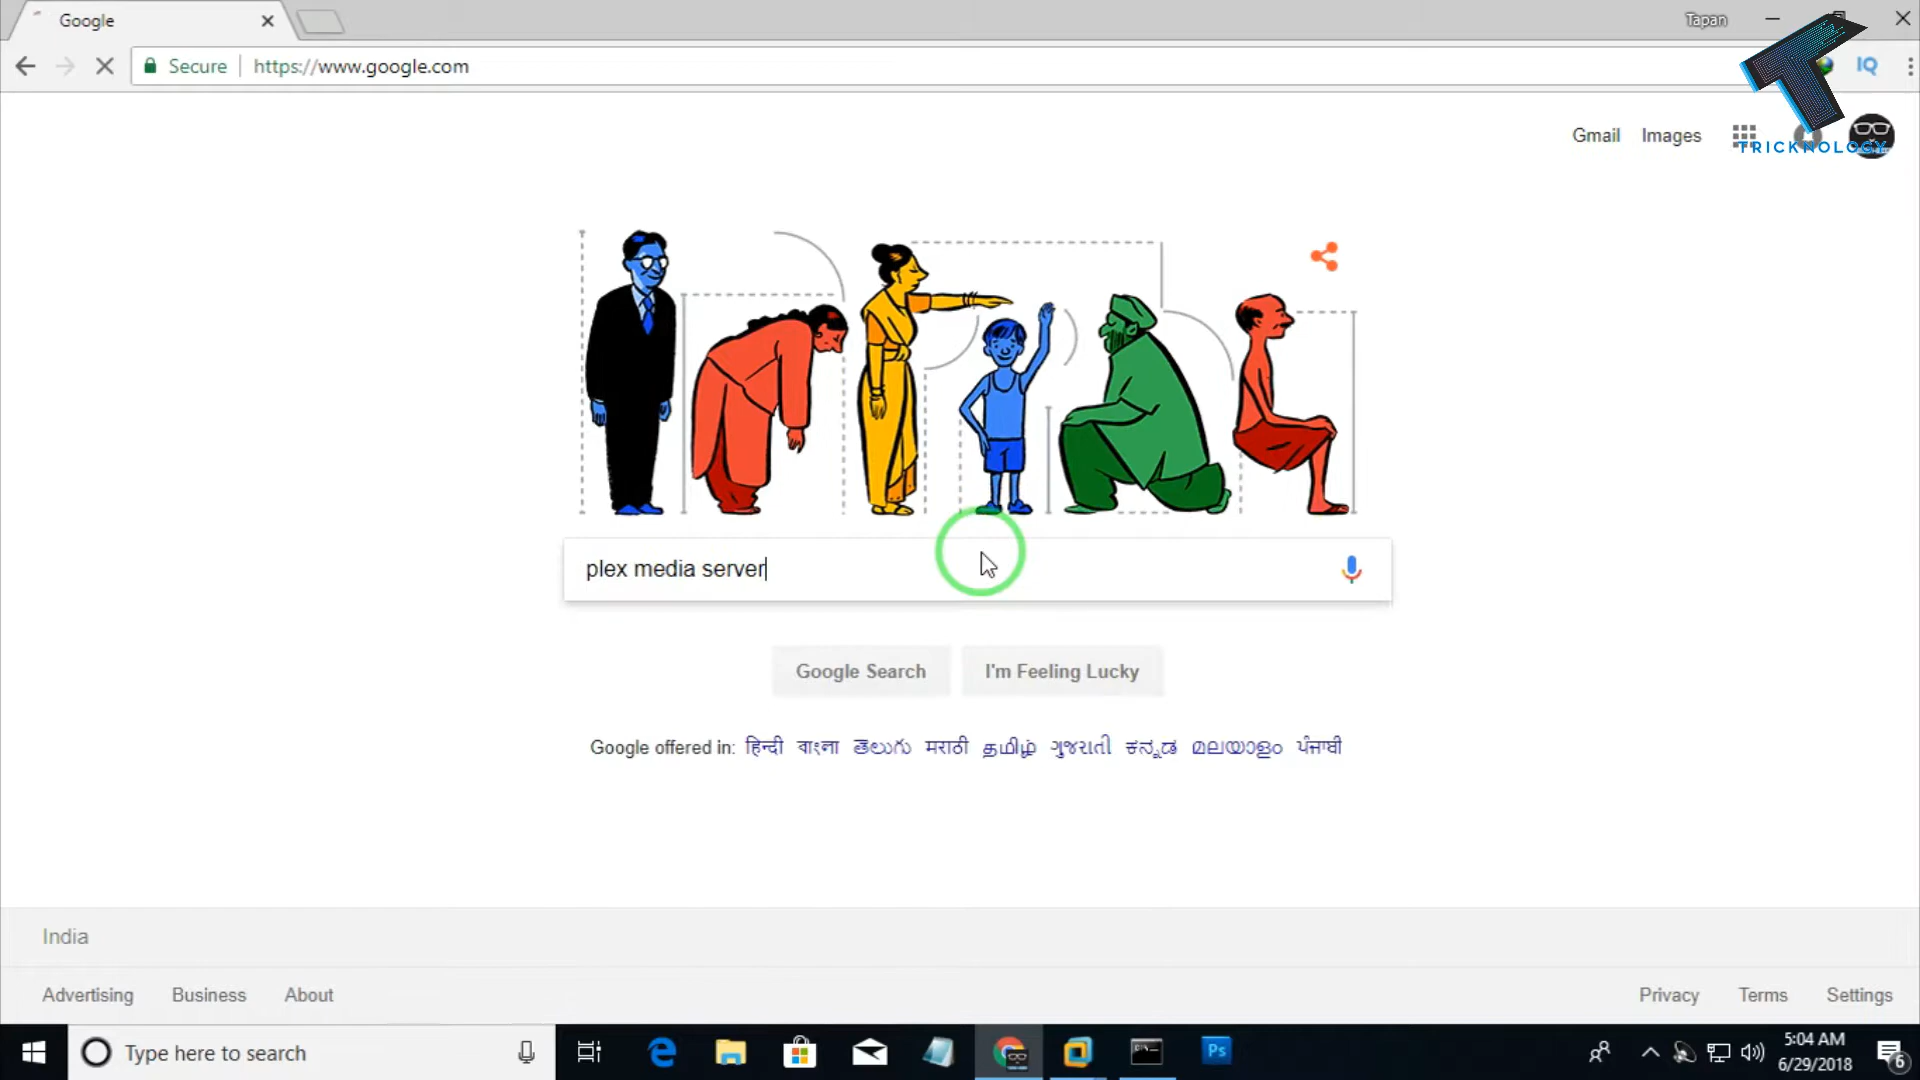 Google
Tapan
Secure https://www.google.com
IQ
Gmail Images
TRICKNOLOGY
plex media server
Google Search I'm Feeling Lucky
Google offered in: हिन्दी বাংলা తెలుగు मराठी தமிழ் ગુજરાતી ಕನ್ನಡ മലയാളം ਪੰਜਾਬੀ
India
Advertising Business About
Privacy Terms Settings
Type here to search
Ps
5:04 AM
6/29/2018
6